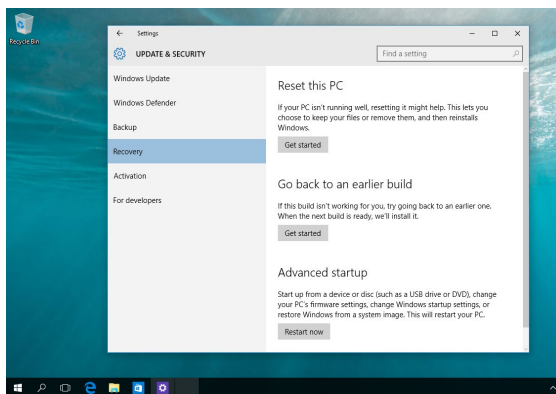 Recycle Bin
Settings
UPDATE & SECURITY
Find a setting
Windows Update
Windows Defender
Backup
Recovery
Activation
For developers
Reset this PC
If your PC isn't running well, resetting it might help. This lets you
choose to keep your files or remove them, and then reinstalls
Windows.
Get started
Go back to an earlier build
If this build isn't working for you, try going back to an earlier one.
When the next build is ready, we'll install it.
Get started
Advanced startup
Start up from a device or disc (such as a USB drive or DVD), change
your PC's firmware settings, change Windows startup settings, or
restore Windows from a system image. This will restart your PC.
Restart now